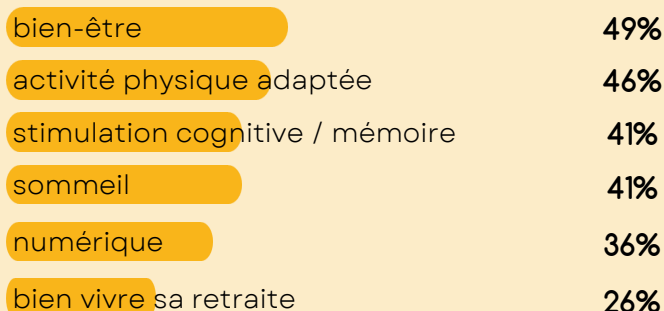 bien-être 49%
activité physique adaptée 46%
stimulation cognitive / mémoire 41%
sommeil 41%
numérique 36%
bien vivre sa retraite 26%